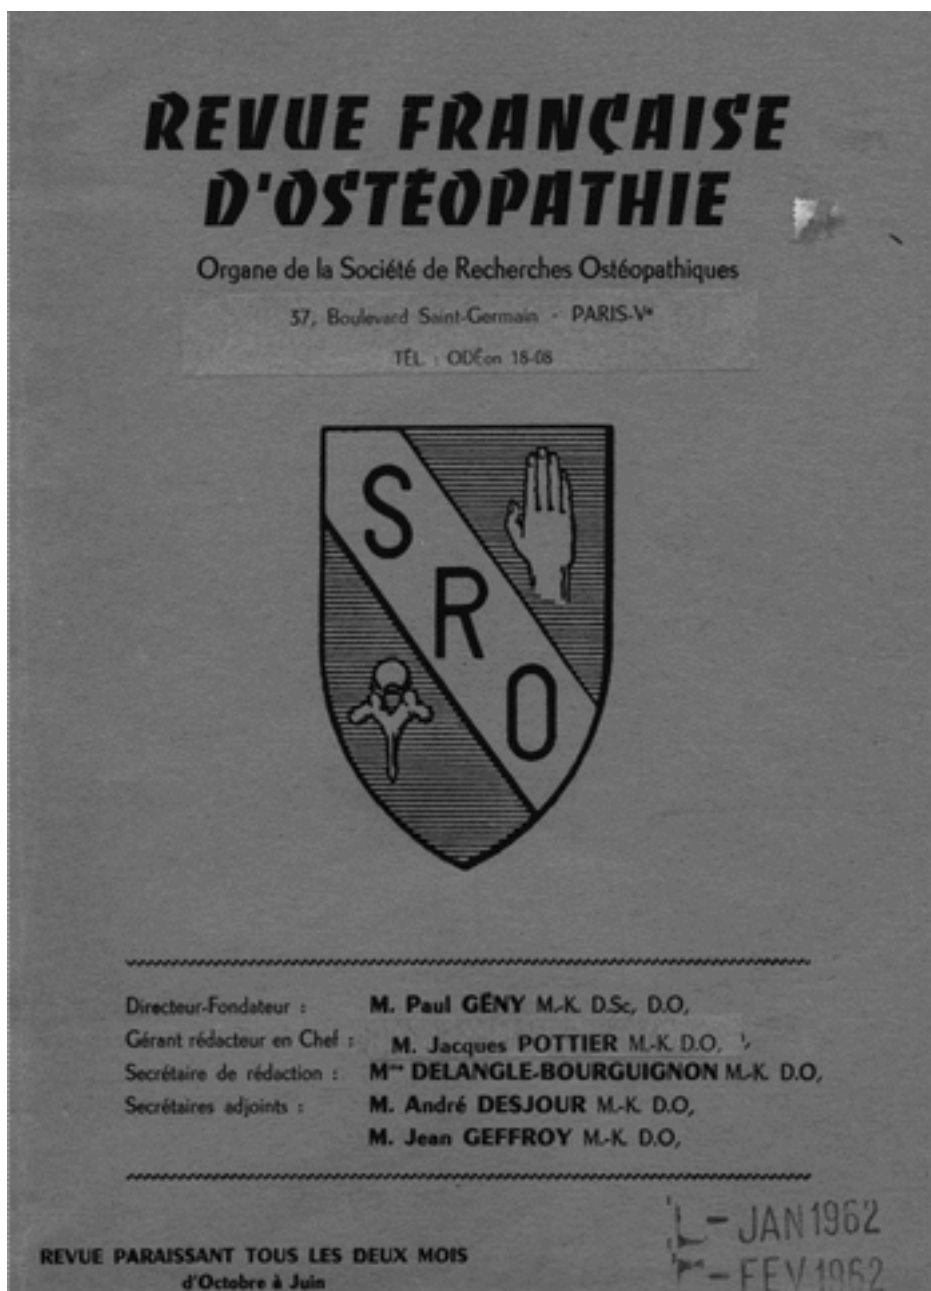 REVUE FRANÇAISE
D'OSTÉOPATHIE
Organe de la Société de Recherches Ostéopathiques
37, Boulevard Saint-Germain - PARIS-Vᵉ
TÉL. : ODÉon 18-08
S
R
O
Directeur-Fondateur : M. Paul GÉNY M.-K. D.Sc, D.O,
Gérant rédacteur en Chef : M. Jacques POTTIER M.-K. D.O,
Secrétaire de rédaction : Mᵐᵉ DELANGLE-BOURGUIGNON M.-K. D.O,
Secrétaires adjoints : M. André DESJOUR M.-K. D.O,
M. Jean GEFFROY M.-K. D.O,
- JAN 1962
- FEV 1962
REVUE PARAISSANT TOUS LES DEUX MOIS
d'Octobre à Juin